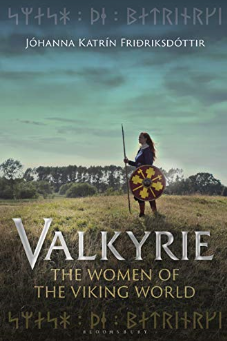 JÓHANNA KATRÍN FRIÐRIKSDÓTTIR
VALKYRIE
THE WOMEN OF
THE VIKING WORLD
BLOOMSBURY